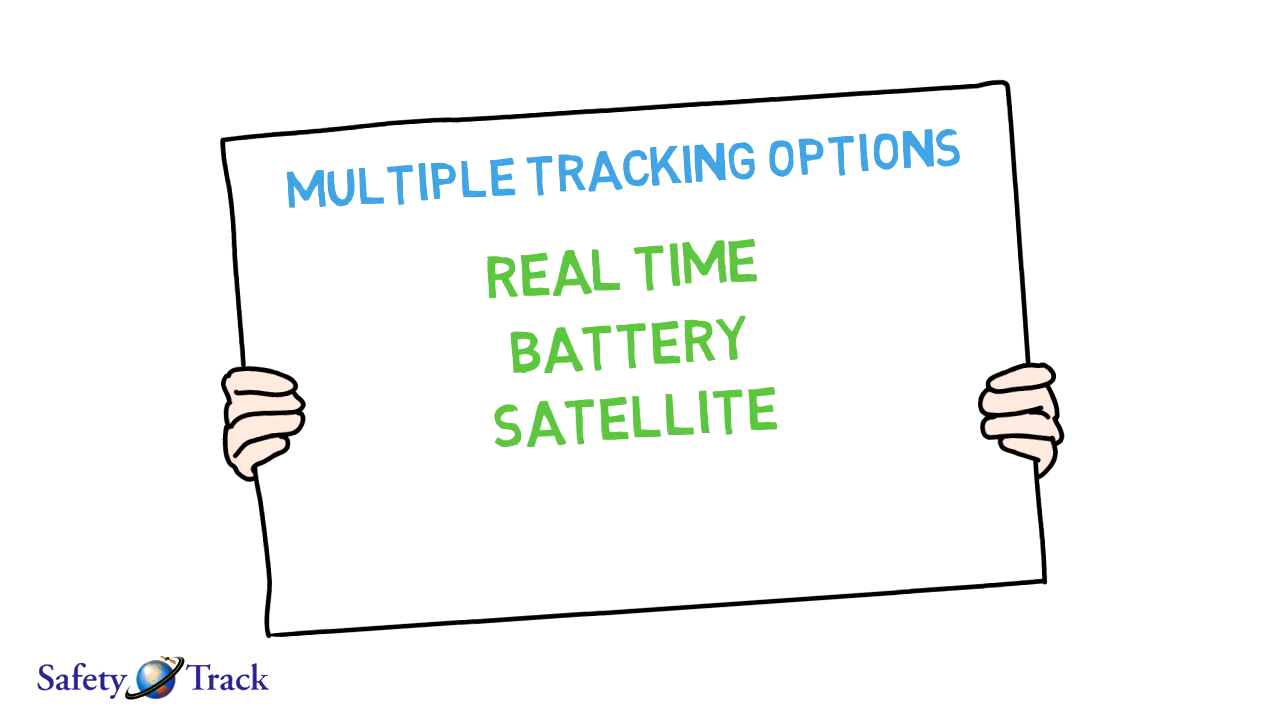 MULTIPLE TRACKING OPTIONS
REAL TIME
BATTERY
SATELLITE
Safety Track